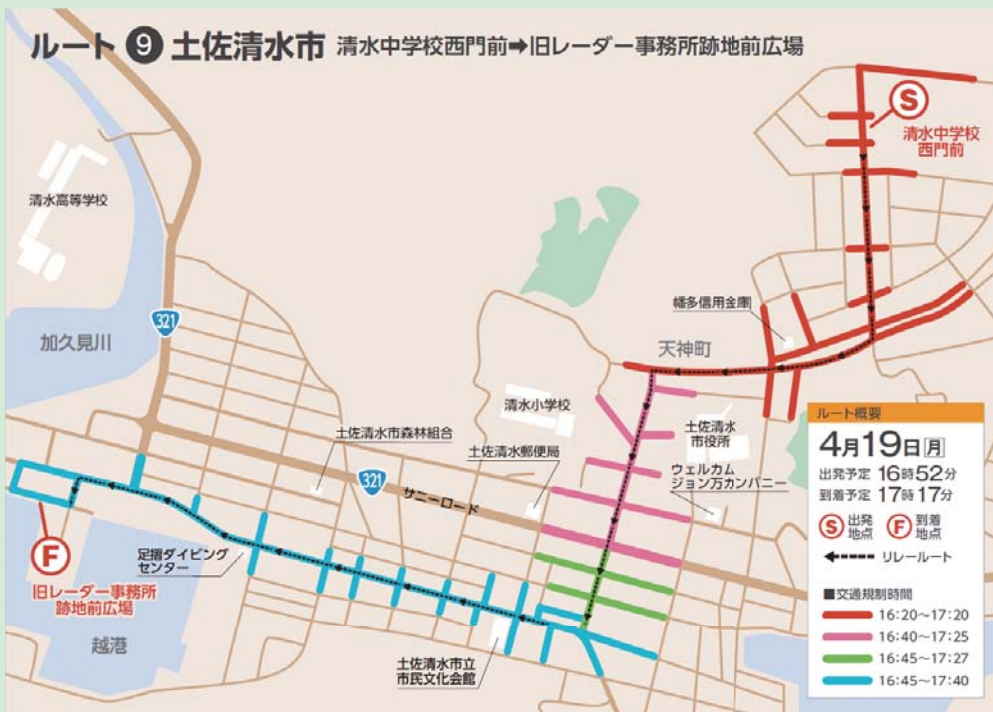 ルート 9 土佐清水市 清水中学校西門前➡旧レーダー事務所跡地前広場
S
清水中学校
西門前
清水高等学校
321
加久見川
幡多信用金庫
天神町
清水小学校
土佐清水
市役所
土佐清水市森林組合
土佐清水郵便局
ウェルカム
ジョン万カンパニー
321
サニーロード
足摺ダイビング
センター
F
旧レーダー事務所
跡地前広場
越港
土佐清水市立
市民文化会館
ルート概要
4月19日 月
出発予定 16時52分
到着予定 17時17分
S 出発地点 F 到着地点
リレールート
■交通規制時間
16:20〜17:20
16:40〜17:25
16:45〜17:27
16:45〜17:40